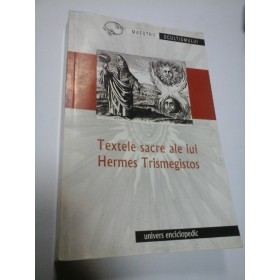 MAEȘTRII OCULTISMULUI
Textele sacre ale lui
Hermes Trismegistos
univers enciclopedic